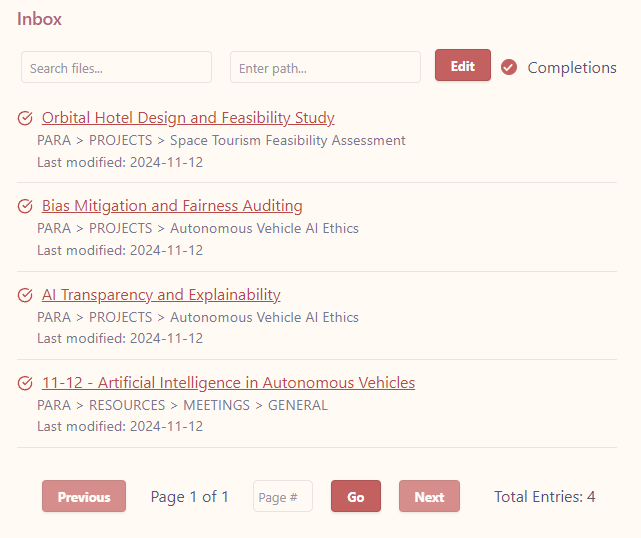 Inbox
Search files... Enter path... Edit Completions
Orbital Hotel Design and Feasibility Study
PARA > PROJECTS > Space Tourism Feasibility Assessment
Last modified: 2024-11-12
Bias Mitigation and Fairness Auditing
PARA > PROJECTS > Autonomous Vehicle AI Ethics
Last modified: 2024-11-12
AI Transparency and Explainability
PARA > PROJECTS > Autonomous Vehicle AI Ethics
Last modified: 2024-11-12
11-12 - Artificial Intelligence in Autonomous Vehicles
PARA > RESOURCES > MEETINGS > GENERAL
Last modified: 2024-11-12
Previous Page 1 of 1 Page # Go Next Total Entries: 4